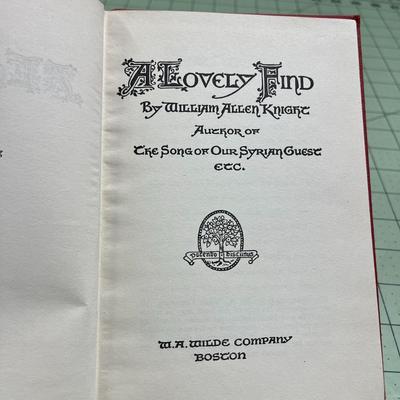 A Lovely Find
By William Allen Knight
Author of
The Song of Our Syrian Guest
Etc.
W. A. Wilde Company
Boston